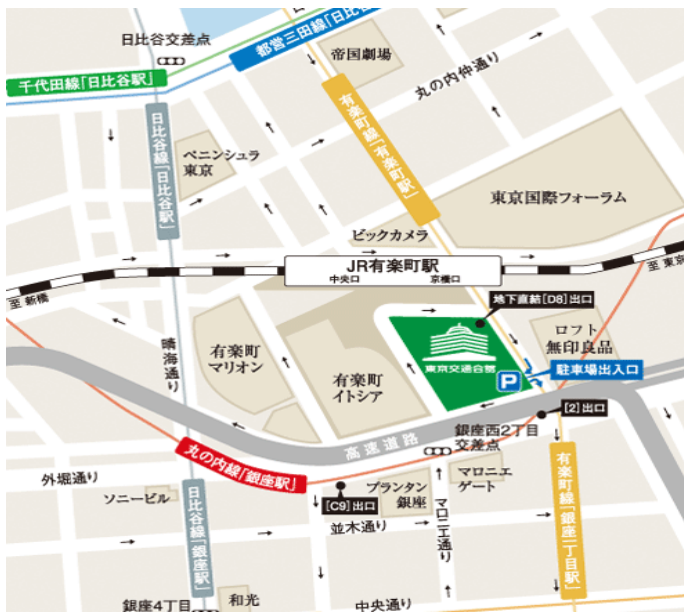 日比谷交差点
都営三田線「日比谷駅」
帝国劇場
千代田線「日比谷駅」
丸の内仲通り
有楽町線「有楽町駅」
日比谷線「日比谷駅」
ペニンシュラ
東京
東京国際フォーラム
ビックカメラ
JR有楽町駅
中央口
京橋口
至 東京
至 新橋
地下直結[D8]出口
ロフト
無印良品
晴海通り
有楽町
マリオン
有楽町
イトシア
東京交通会館
P
駐車場出入口
[2]出口
高速道路
銀座西2丁目
交差点
丸の内線「銀座駅」
外堀通り
ソニービル
日比谷線「銀座駅」
[C9]出口
プランタン
銀座
マロニエ
ゲート
マロニエ通り
有楽町線「銀座一丁目駅」
並木通り
銀座4丁目
和光
中央通り